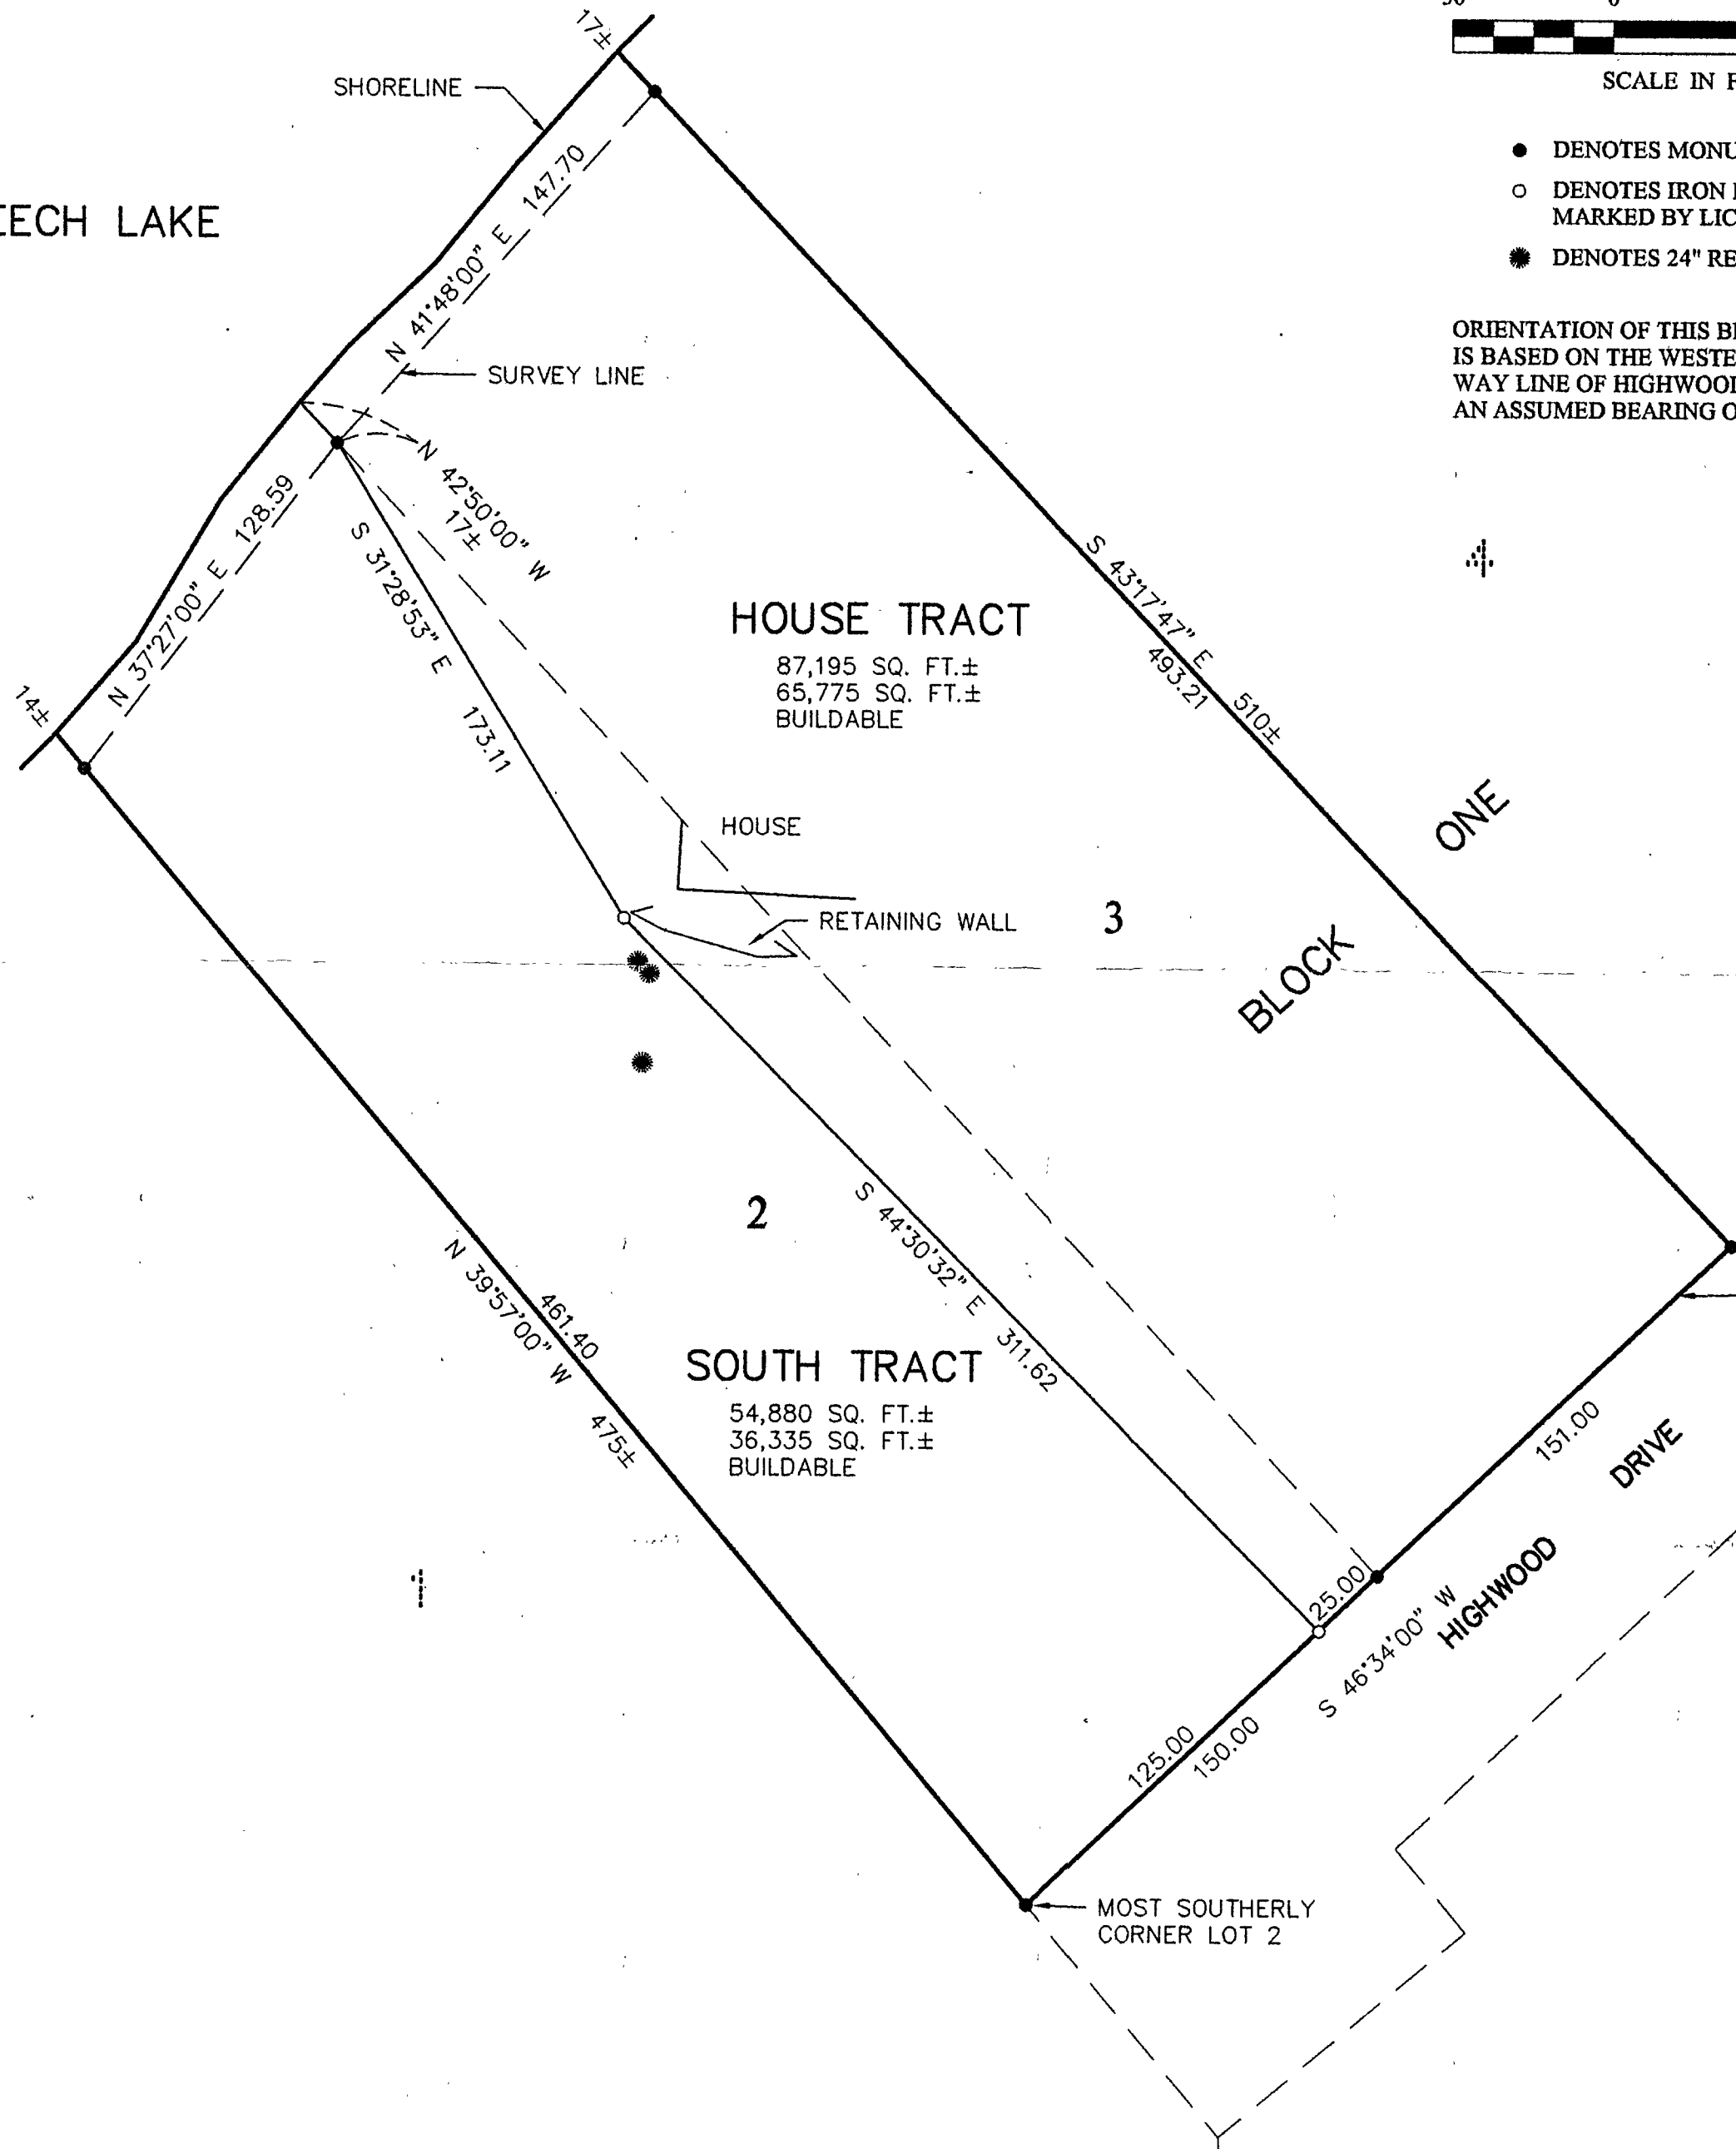 50 0
SCALE IN F
17±
SHORELINE
EECH LAKE
N 41°48'00" E 147.70
SURVEY LINE
● DENOTES MONU
○ DENOTES IRON
MARKED BY LIC
DENOTES 24" RE
ORIENTATION OF THIS B
IS BASED ON THE WESTE
WAY LINE OF HIGHWOO
AN ASSUMED BEARING O
N 42°50'00" W
17±
N 37°27'00" E 128.59
S 31°28'53" E 173.11
14±
HOUSE TRACT
87,195 SQ. FT.±
65,775 SQ. FT.±
BUILDABLE
S 43°17'47" E
493.21
510±
4
HOUSE
RETAINING WALL
3
BLOCK ONE
2
S 44°30'32" E 311.62
N 39°57'00" W
461.40
475±
SOUTH TRACT
54,880 SQ. FT.±
36,335 SQ. FT.±
BUILDABLE
1
151.00
25.00
S 46°34'00" W
HIGHWOOD DRIVE
125.00
150.00
MOST SOUTHERLY
CORNER LOT 2